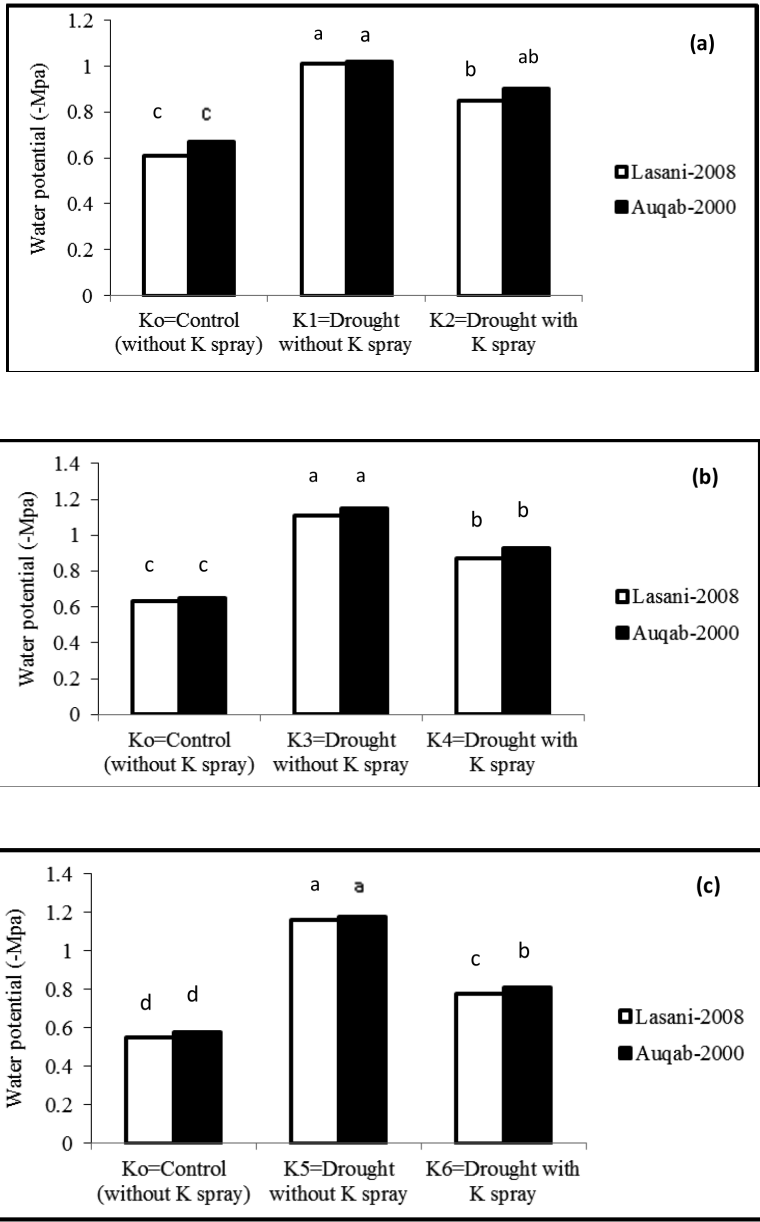 (a)
Water potential (-Mpa)
1.2
1
0.8
0.6
0.4
0.2
0
c c a a b ab
Lasani-2008
Auqab-2000
Ko=Control K1=Drought K2=Drought with
(without K spray) without K spray K spray
(b)
Water potential (-Mpa)
1.4
1.2
1
0.8
0.6
0.4
0.2
0
c c a a b b
Lasani-2008
Auqab-2000
Ko=Control K3=Drought K4=Drought with
(without K spray) without K spray K spray
(c)
Water potential (-Mpa)
1.4
1.2
1
0.8
0.6
0.4
0.2
0
d d a a c b
Lasani-2008
Auqab-2000
Ko=Control K5=Drought K6=Drought with
(without K spray) without K spray K spray